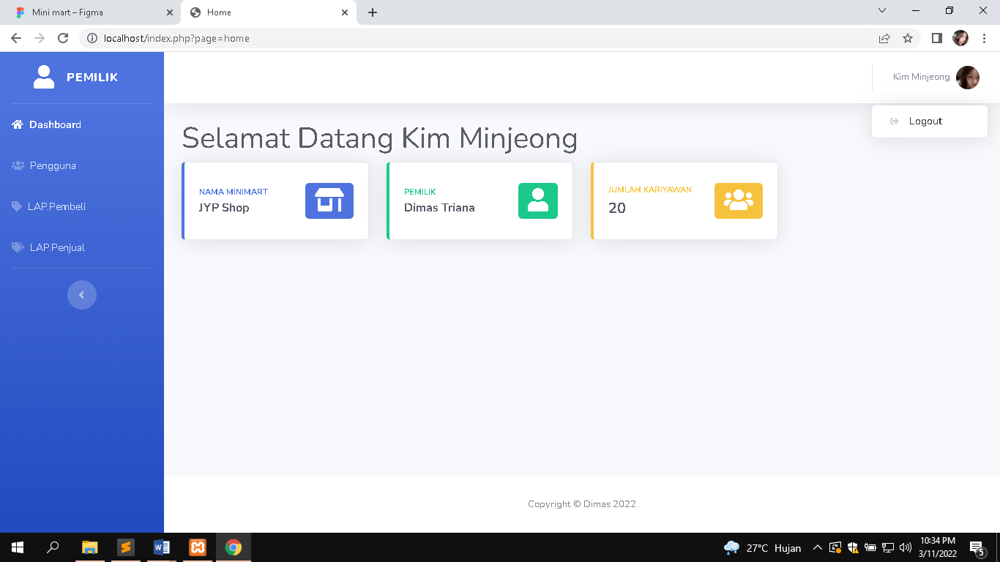 Mini mart – Figma
Home
localhost/index.php?page=home
PEMILIK
Kim Minjeong
Dashboard
Logout
Selamat Datang Kim Minjeong
Pengguna
NAMA MINIMART
JYP Shop
PEMILIK
Dimas Triana
JUMLAH KARIYAWAN
20
LAP.Pembeli
LAP.Penjual
Copyright © Dimas 2022
27°C Hujan
10:34 PM
3/11/2022
5